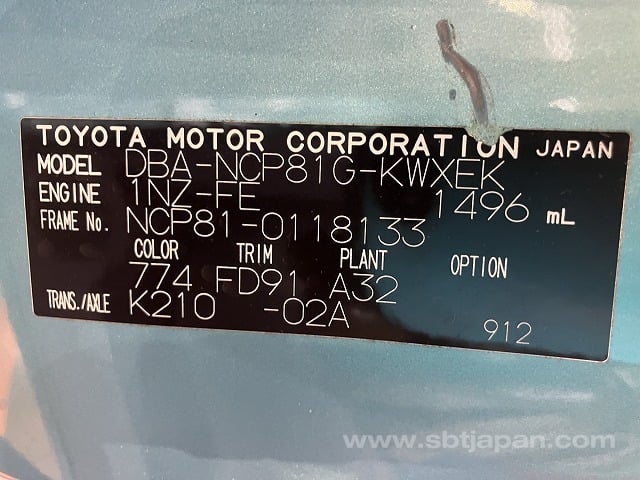 TOYOTA MOTOR CORPORATION JAPAN
MODEL DBA-NCP81G-KWXEK
ENGINE 1NZ-FE 1496 mL
FRAME No. NCP81-0118133
COLOR TRIM PLANT OPTION
774 FD91 A32
TRANS./AXLE K210 -02A
912
www.sbtjapan.com